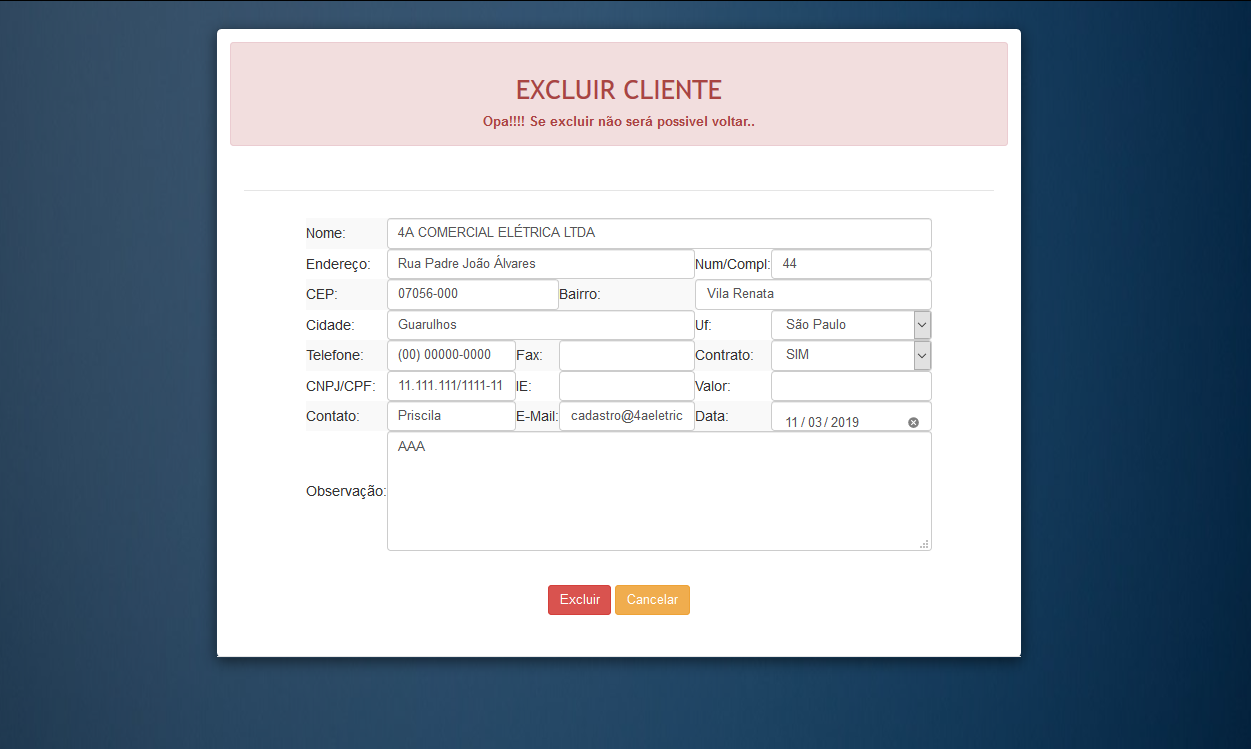 EXCLUIR CLIENTE
Opa!!!! Se excluir não será possivel voltar..
Nome: 4A COMERCIAL ELÉTRICA LTDA
Endereço: Rua Padre João Álvares Num/Compl: 44
CEP: 07056-000 Bairro: Vila Renata
Cidade: Guarulhos Uf: São Paulo
Telefone: (00) 00000-0000 Fax: Contrato: SIM
CNPJ/CPF: 11.111.111/1111-11 IE: Valor:
Contato: Priscila E-Mail: cadastro@4aeletric Data: 11 / 03 / 2019
Observação: AAA
Excluir Cancelar